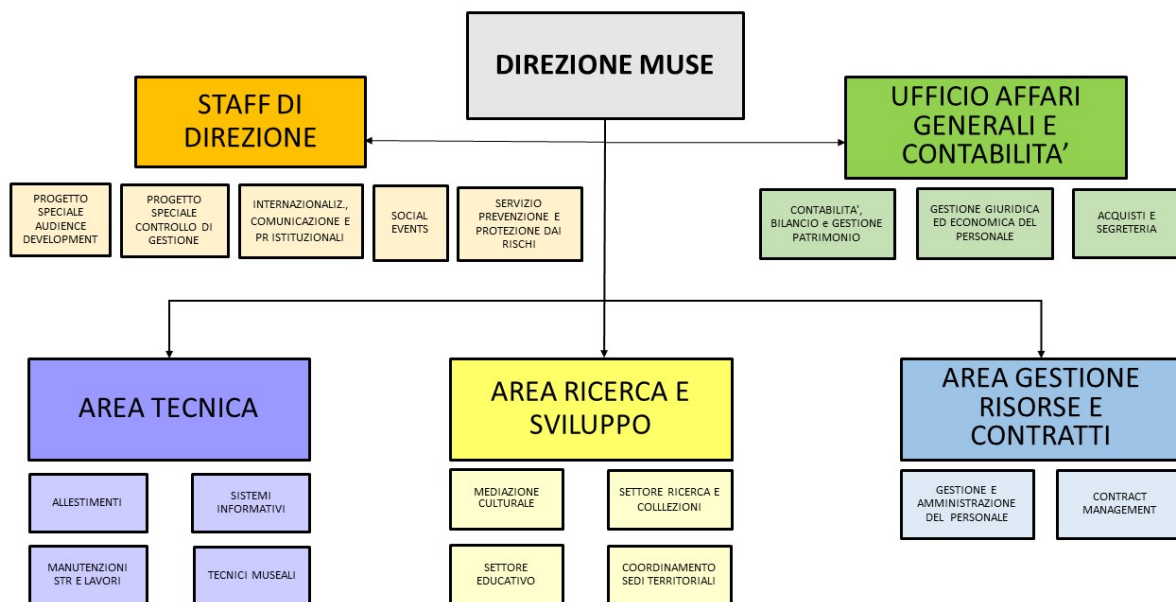 DIREZIONE MUSE
STAFF DI
DIREZIONE
UFFICIO AFFARI
GENERALI E
CONTABILITA’
PROGETTO
SPECIALE
AUDIENCE
DEVELOPMENT
PROGETTO
SPECIALE
CONTROLLO DI
GESTIONE
INTERNAZIONALIZ.,
COMUNICAZIONE E
PR ISTITUZIONALI
SOCIAL
EVENTS
SERVIZIO
PREVENZIONE E
PROTEZIONE DAI
RISCHI
CONTABILITA’,
BILANCIO e GESTIONE
PATRIMONIO
GESTIONE GIURIDICA
ED ECONOMICA DEL
PERSONALE
ACQUISTI E
SEGRETERIA
AREA TECNICA
AREA RICERCA E
SVILUPPO
AREA GESTIONE
RISORSE E
CONTRATTI
ALLESTIMENTI
SISTEMI
INFORMATIVI
MEDIAZIONE
CULTURALE
SETTORE RICERCA E
COLLLEZIONI
GESTIONE E
AMMINISTRAZIONE
DEL PERSONALE
CONTRACT
MANAGEMENT
MANUTENZIONI
STR E LAVORI
TECNICI MUSEALI
SETTORE
EDUCATIVO
COORDINAMENTO
SEDI TERRITORIALI